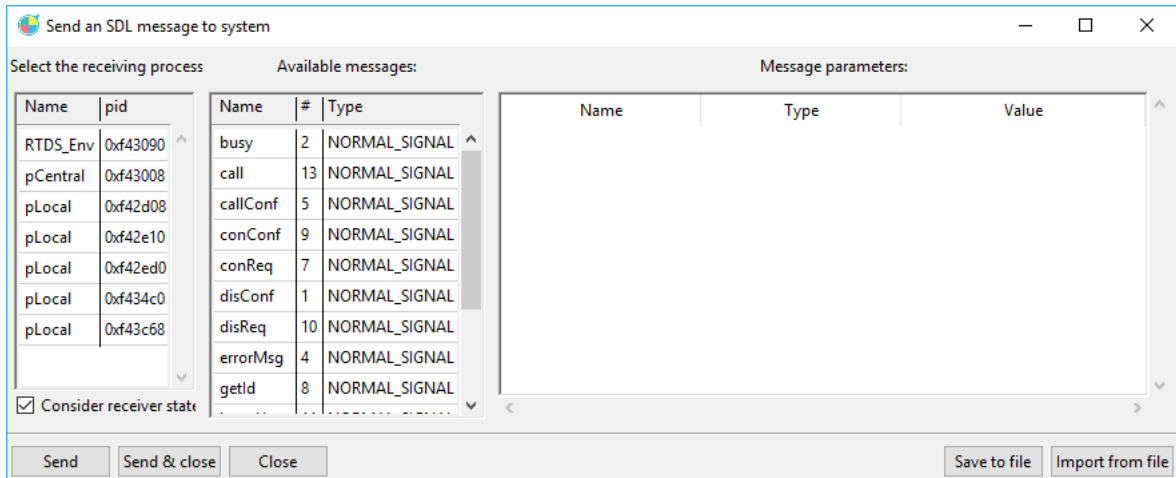 Send an SDL message to system
Select the receiving process
Available messages:
Message parameters:
Name pid
RTDS_Env 0xf43090
pCentral 0xf43008
pLocal 0xf42d08
pLocal 0xf42e10
pLocal 0xf42ed0
pLocal 0xf434c0
pLocal 0xf43c68
Consider receiver state
Name # Type
busy 2 NORMAL_SIGNAL
call 13 NORMAL_SIGNAL
callConf 5 NORMAL_SIGNAL
conConf 9 NORMAL_SIGNAL
conReq 7 NORMAL_SIGNAL
disConf 1 NORMAL_SIGNAL
disReq 10 NORMAL_SIGNAL
errorMsg 4 NORMAL_SIGNAL
getId 8 NORMAL_SIGNAL
Name Type Value
Send Send & close Close Save to file Import from file